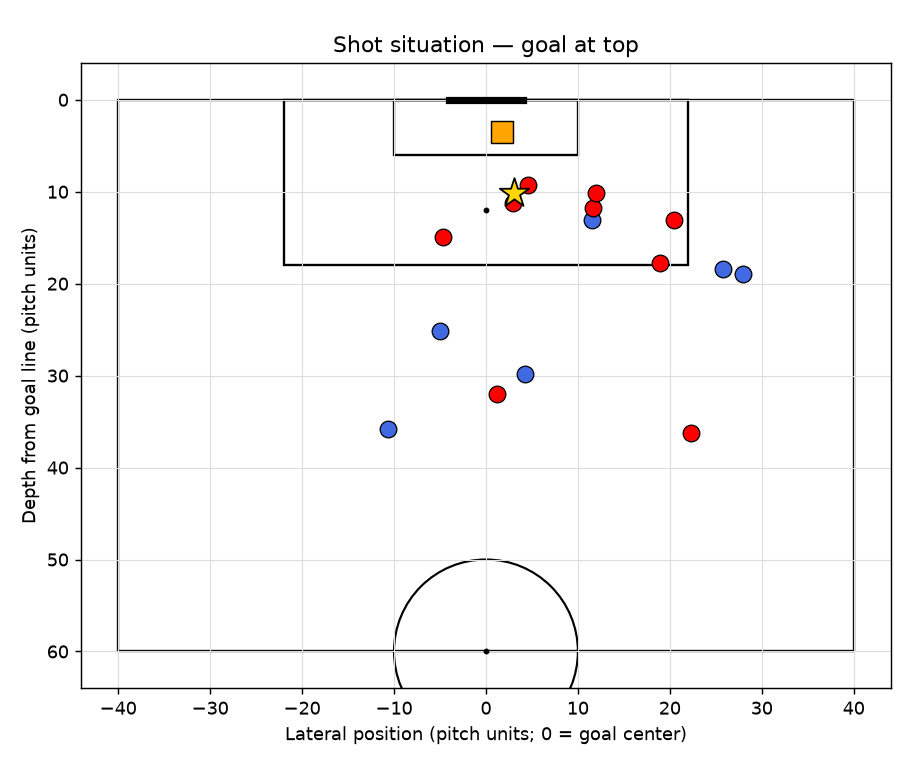 Shot situation — goal at top
0
10
20
30
40
50
60
Depth from goal line (pitch units)
−40 −30 −20 −10 0 10 20 30 40
Lateral position (pitch units; 0 = goal center)